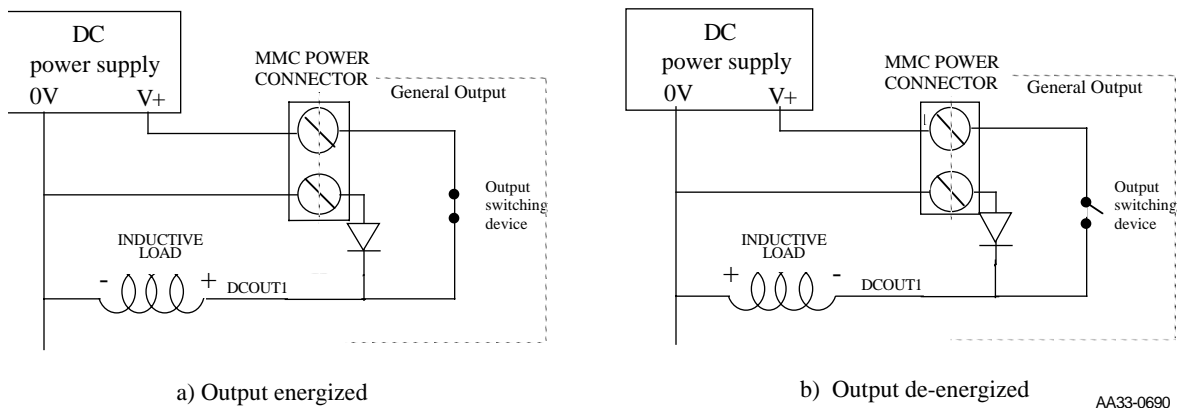 DC
power supply
0V V+
MMC POWER
CONNECTOR
General Output
Output
switching
device
INDUCTIVE
LOAD
- +
DCOUT1
a) Output energized
DC
power supply
0V V+
MMC POWER
CONNECTOR
General Output
Output
switching
device
INDUCTIVE
LOAD
+ -
DCOUT1
b) Output de-energized
AA33-0690